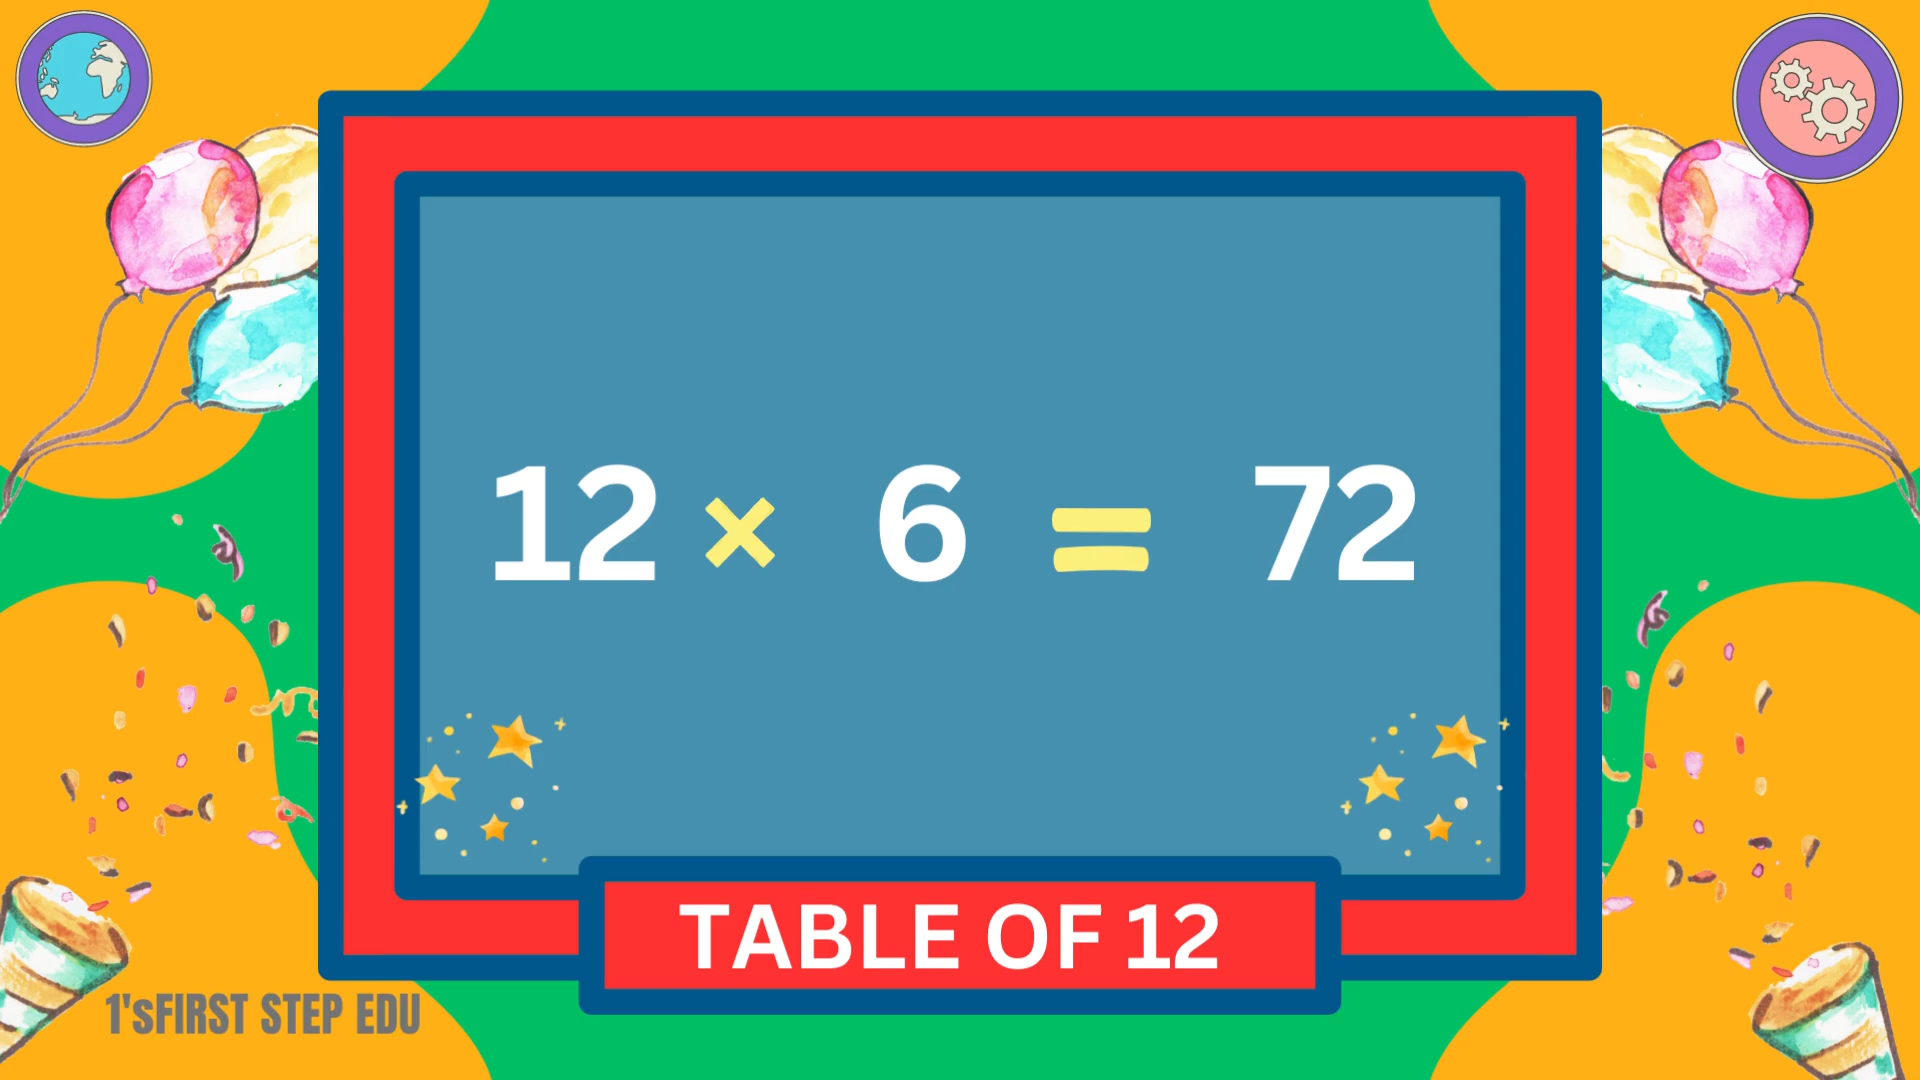 12 × 6 = 72
TABLE OF 12
1'sFIRST STEP EDU